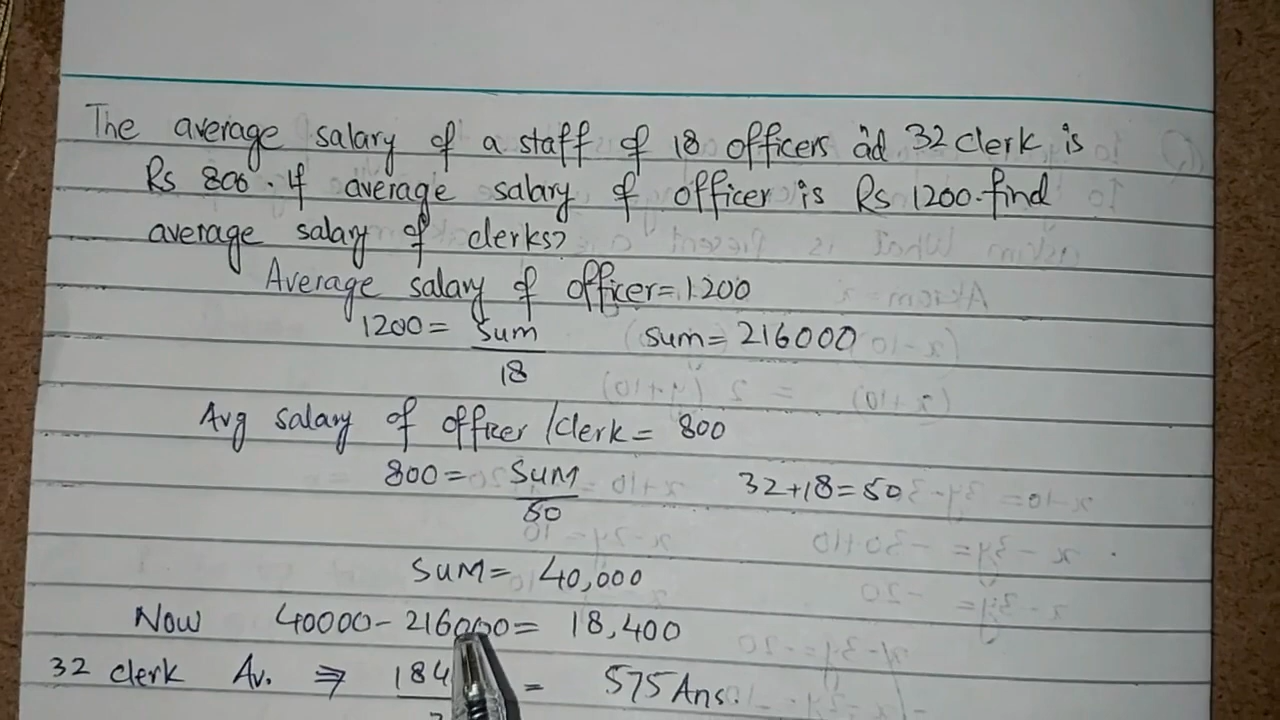 The average salary of a staff of 18 officers ad 32 clerk is
Rs 800. If average salary of officer is Rs 1200. find
average salary of clerks?
Average salary of officer = 1200
1200 = Sum / 18 sum = 216000
Avg salary of officer / clerk = 800
800 = Sum / 50 32+18=50
Sum = 40,000
Now 40000 - 216000 = 18,400
32 clerk Av. ⇒ 184 = 575 Ans.